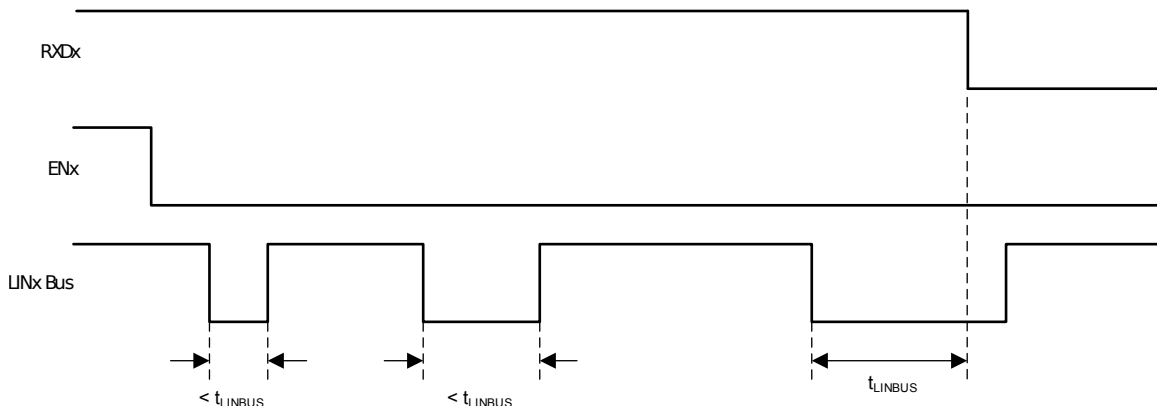 RXDx
ENx
LINx Bus
< tLINBUS
< tLINBUS
tLINBUS